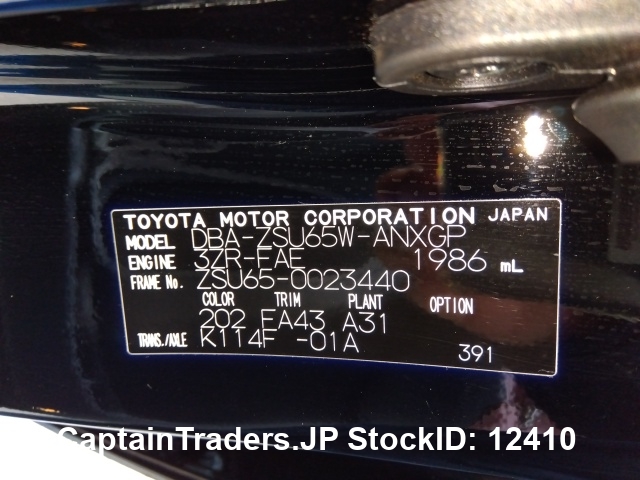 TOYOTA MOTOR CORPORATION JAPAN
MODEL DBA-ZSU65W-ANXGP
ENGINE 3ZR-FAE 1986 mL
FRAME No. ZSU65-0023440
COLOR TRIM PLANT OPTION
202 FA43 A31
TRANS./AXLE K114F -01A 391
CaptainTraders.JP StockID: 12410